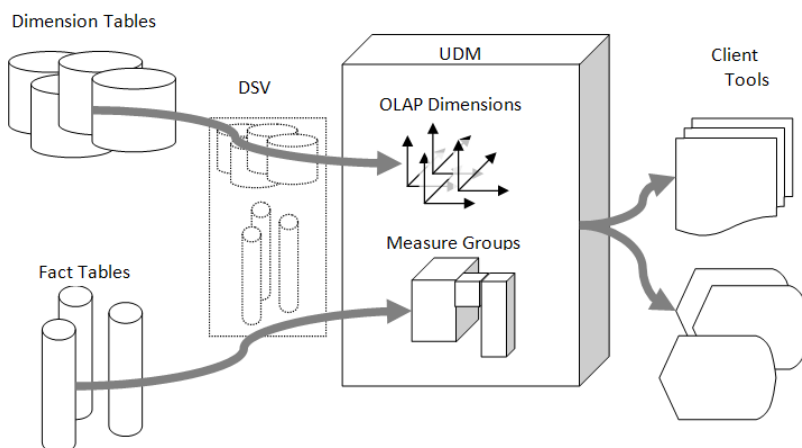 Dimension Tables
DSV
UDM
Client
Tools
OLAP Dimensions
Measure Groups
Fact Tables